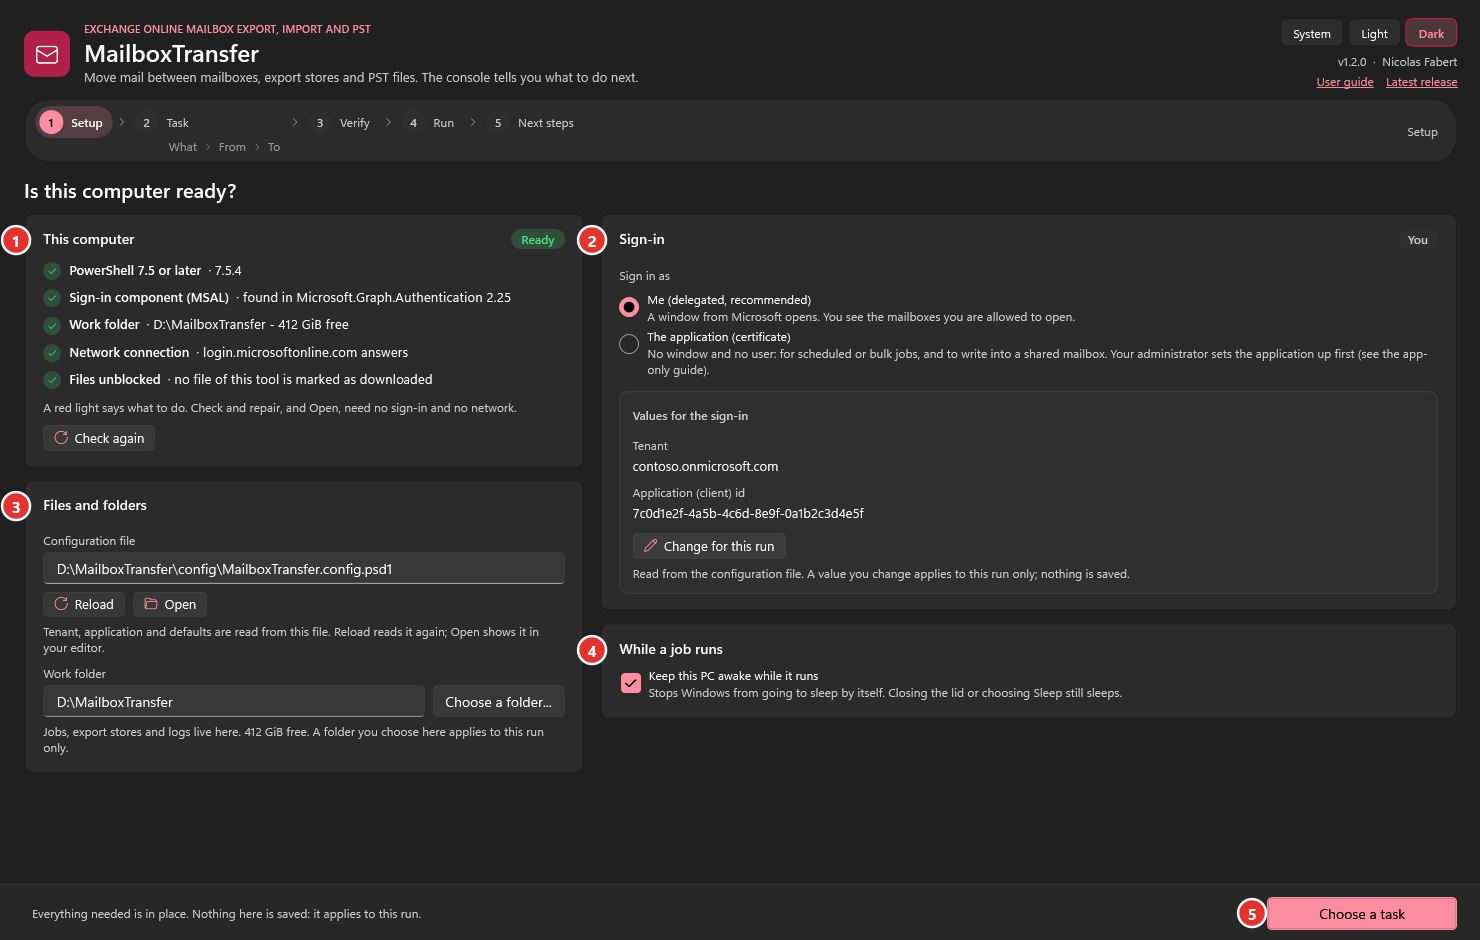 EXCHANGE ONLINE MAILBOX EXPORT, IMPORT AND PST
MailboxTransfer
Move mail between mailboxes, export stores and PST files. The console tells you what to do next.
System
Light
Dark
v1.2.0 · Nicolas Fabert
User guide
Latest release
1 Setup
2 Task
3 Verify
4 Run
5 Next steps
What
From
To
Setup
Is this computer ready?
1
This computer
Ready
PowerShell 7.5 or later · 7.5.4
Sign-in component (MSAL) · found in Microsoft.Graph.Authentication 2.25
Work folder · D:\MailboxTransfer - 412 GiB free
Network connection · login.microsoftonline.com answers
Files unblocked · no file of this tool is marked as downloaded
A red light says what to do. Check and repair, and Open, need no sign-in and no network.
Check again
3
Files and folders
Configuration file
D:\MailboxTransfer\config\MailboxTransfer.config.psd1
Reload
Open
Tenant, application and defaults are read from this file. Reload reads it again; Open shows it in
your editor.
Work folder
D:\MailboxTransfer
Choose a folder...
Jobs, export stores and logs live here. 412 GiB free. A folder you choose here applies to this run
only.
2
Sign-in
You
Sign in as
Me (delegated, recommended)
A window from Microsoft opens. You see the mailboxes you are allowed to open.
The application (certificate)
No window and no user: for scheduled or bulk jobs, and to write into a shared mailbox. Your administrator sets the application up first (see the app-
only guide).
Values for the sign-in
Tenant
contoso.onmicrosoft.com
Application (client) id
7c0d1e2f-4a5b-4c6d-8e9f-0a1b2c3d4e5f
Change for this run
Read from the configuration file. A value you change applies to this run only; nothing is saved.
4
While a job runs
Keep this PC awake while it runs
Stops Windows from going to sleep by itself. Closing the lid or choosing Sleep still sleeps.
Everything needed is in place. Nothing here is saved: it applies to this run.
5
Choose a task